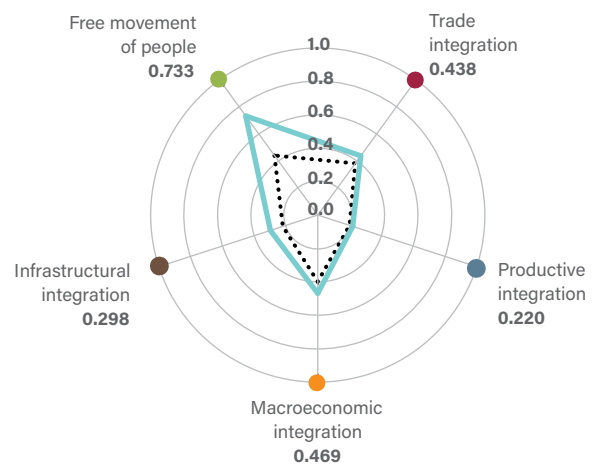 Free movement
of people
0.733
Trade
integration
0.438
1.0
0.8
0.6
0.4
0.2
0.0
Infrastructural
integration
0.298
Productive
integration
0.220
Macroeconomic
integration
0.469